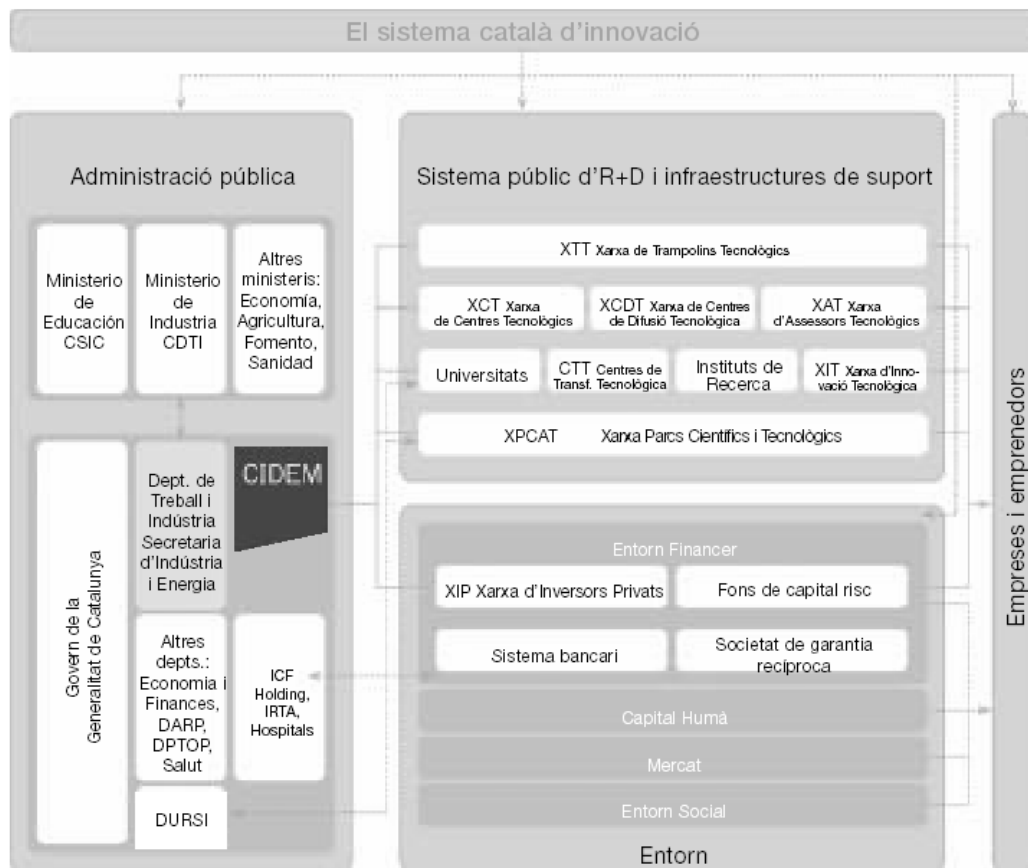 El sistema català d'innovació
Administració pública
Ministerio
de
Educación
CSIC
Ministerio
de
Industria
CDTI
Altres
ministeris:
Economía,
Agricultura,
Fomento,
Sanidad
Govern de la
Generalitat de Catalunya
Dept. de
Treball i
Indústria
Secretaria
d'Indústria
i Energia
CIDEM
Altres
depts.:
Economia i
Finances,
DARP,
DPTOP,
Salut
ICF
Holding,
IRTA,
Hospitals
DURSI
Sistema públic d'R+D i infraestructures de suport
XTT Xarxa de Trampolins Tecnològics
XCT Xarxa
de Centres Tecnològics
XCDT Xarxa de Centres
de Difusió Tecnològica
XAT Xarxa
d'Assessors Tecnològics
Universitats
CTT Centres de
Transf. Tecnològica
Instituts de
Recerca
XIT Xarxa d'Inno-
vació Tecnològica
XPCAT Xarxa Parcs Científics i Tecnològics
Entorn Financer
XIP Xarxa d'Inversors Privats
Fons de capital risc
Sistema bancari
Societat de garantia
recíproca
Capital Humà
Mercat
Entorn Social
Entorn
Empreses i emprenedors